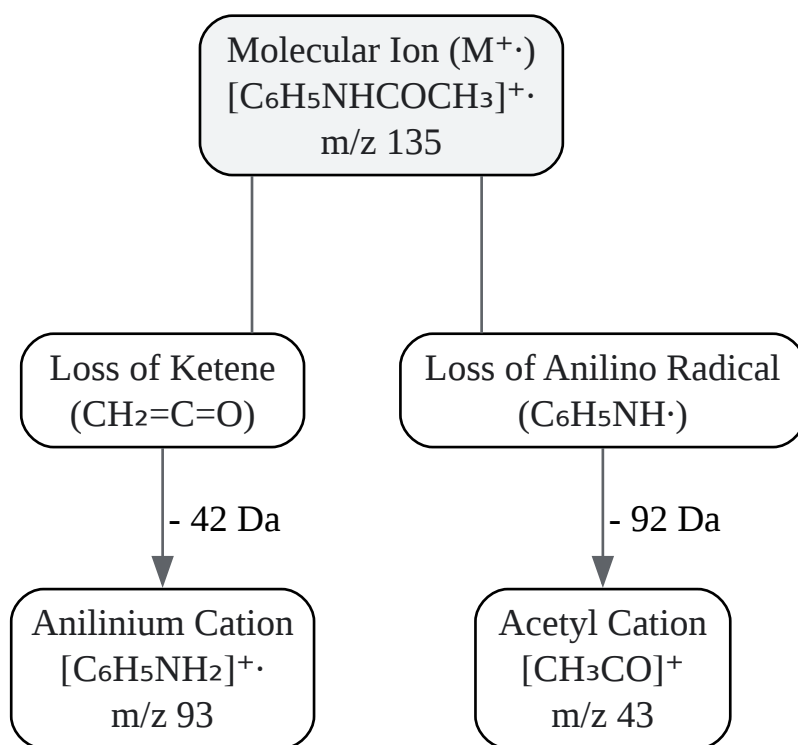 Molecular Ion (M⁺·)
[C₆H₅NHCOCH₃]⁺·
m/z 135
Loss of Ketene
(CH₂=C=O)
Loss of Anilino Radical
(C₆H₅NH·)
- 42 Da
- 92 Da
Anilinium Cation
[C₆H₅NH₂]⁺·
m/z 93
Acetyl Cation
[CH₃CO]⁺
m/z 43